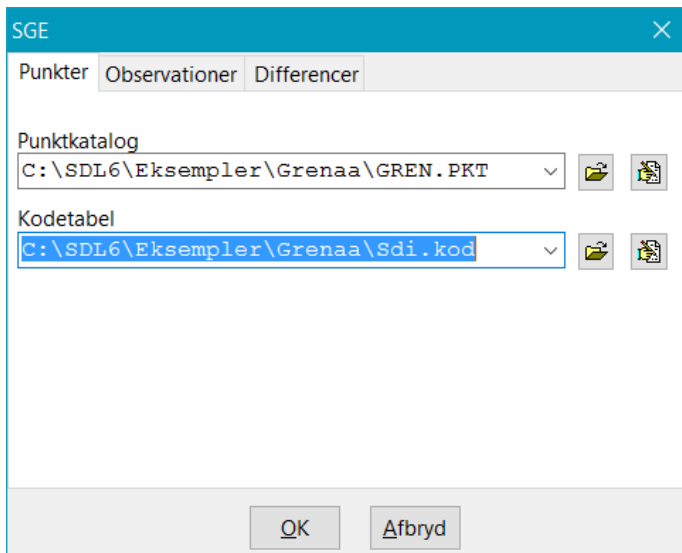 SGE
Punkter Observationer Differencer
Punktkatalog
C:\SDL6\Eksempler\Grenaa\GREN.PKT
Kodetabel
C:\SDL6\Eksempler\Grenaa\Sdi.kod
OK Afbryd